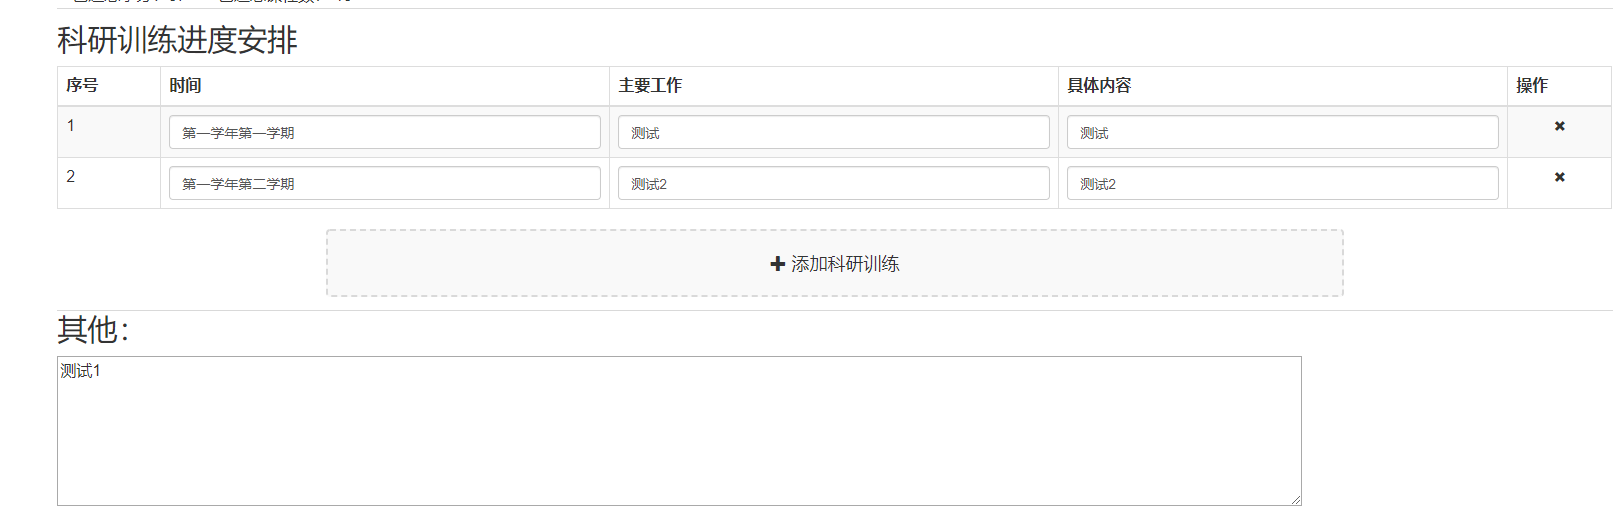 科研训练进度安排
序号 时间 主要工作 具体内容 操作
1 第一学年第一学期 测试 测试 ✖
2 第一学年第二学期 测试2 测试2 ✖
✚ 添加科研训练
其他：
测试1